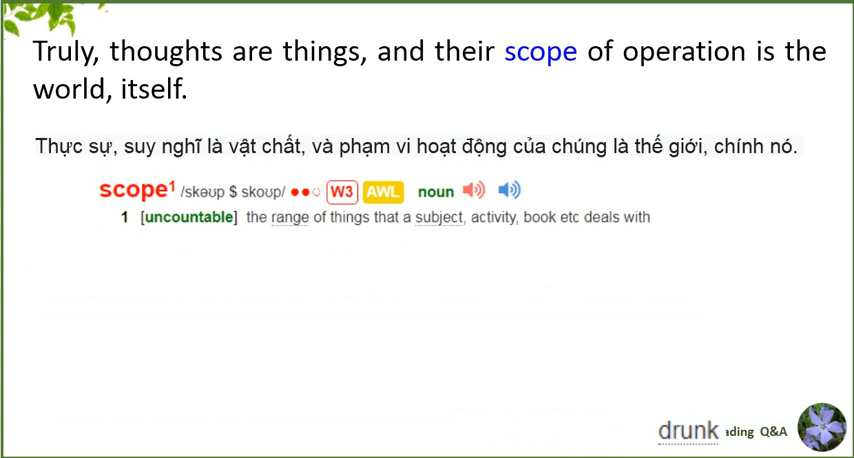 Truly, thoughts are things, and their scope of operation is the
world, itself.
Thực sự, suy nghĩ là vật chất, và phạm vi hoạt động của chúng là thế giới, chính nó.
scope¹ /skəʊp $ skoʊp/ ●●○ W3 AWL noun
1 [uncountable] the range of things that a subject, activity, book etc deals with
drunk Q&A